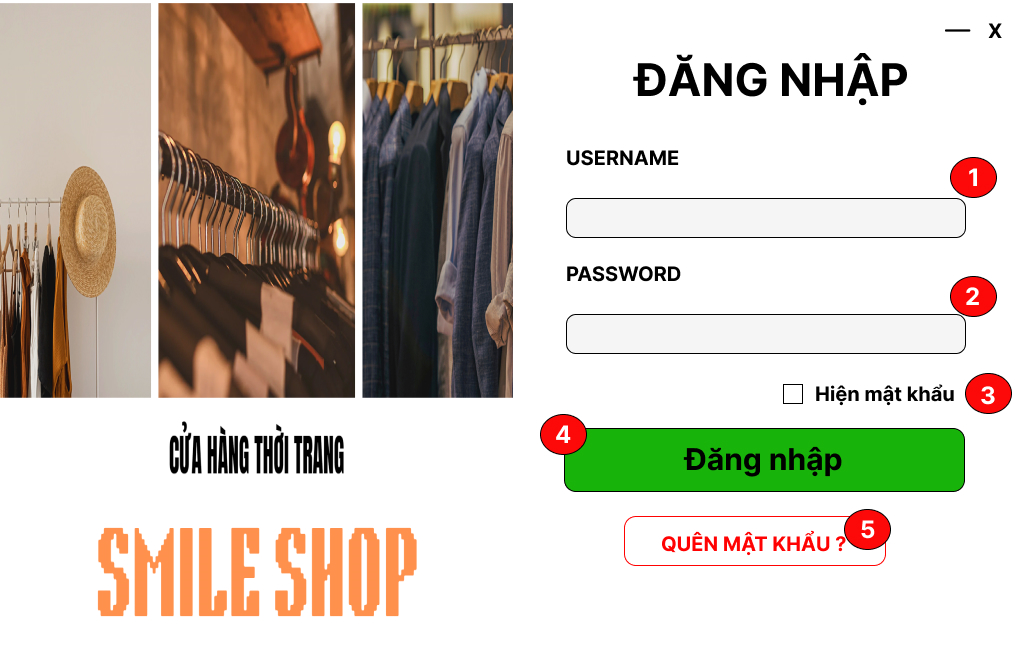 CỬA HÀNG THỜI TRANG
SMILE SHOP
— X
ĐĂNG NHẬP
USERNAME
1
PASSWORD
2
Hiện mật khẩu 3
4
Đăng nhập
QUÊN MẬT KHẨU ? 5